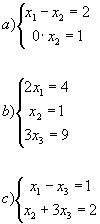 a) { x₁ - x₂ = 2
0 · x₂ = 1
b) { 2x₁ = 4
x₂ = 1
3x₃ = 9
c) { x₁ - x₃ = 1
x₂ + 3x₃ = 2